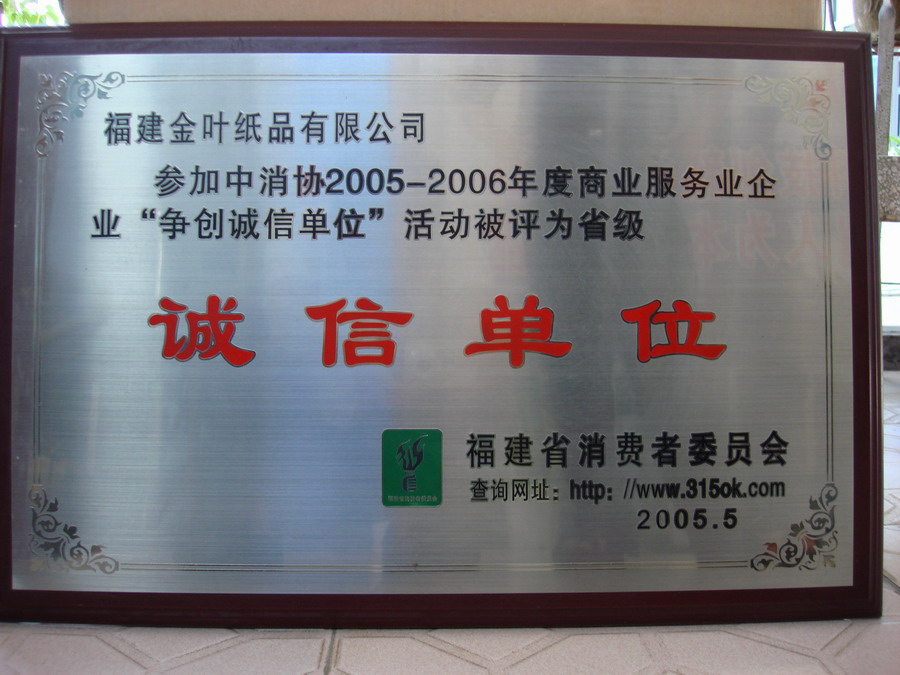 福建金叶纸品有限公司
参加中消协2005-2006年度商业服务业企
业“争创诚信单位”活动被评为省级
诚信单位
福建省消费者委员会
查询网址：http：//www.315ok.com
2005.5